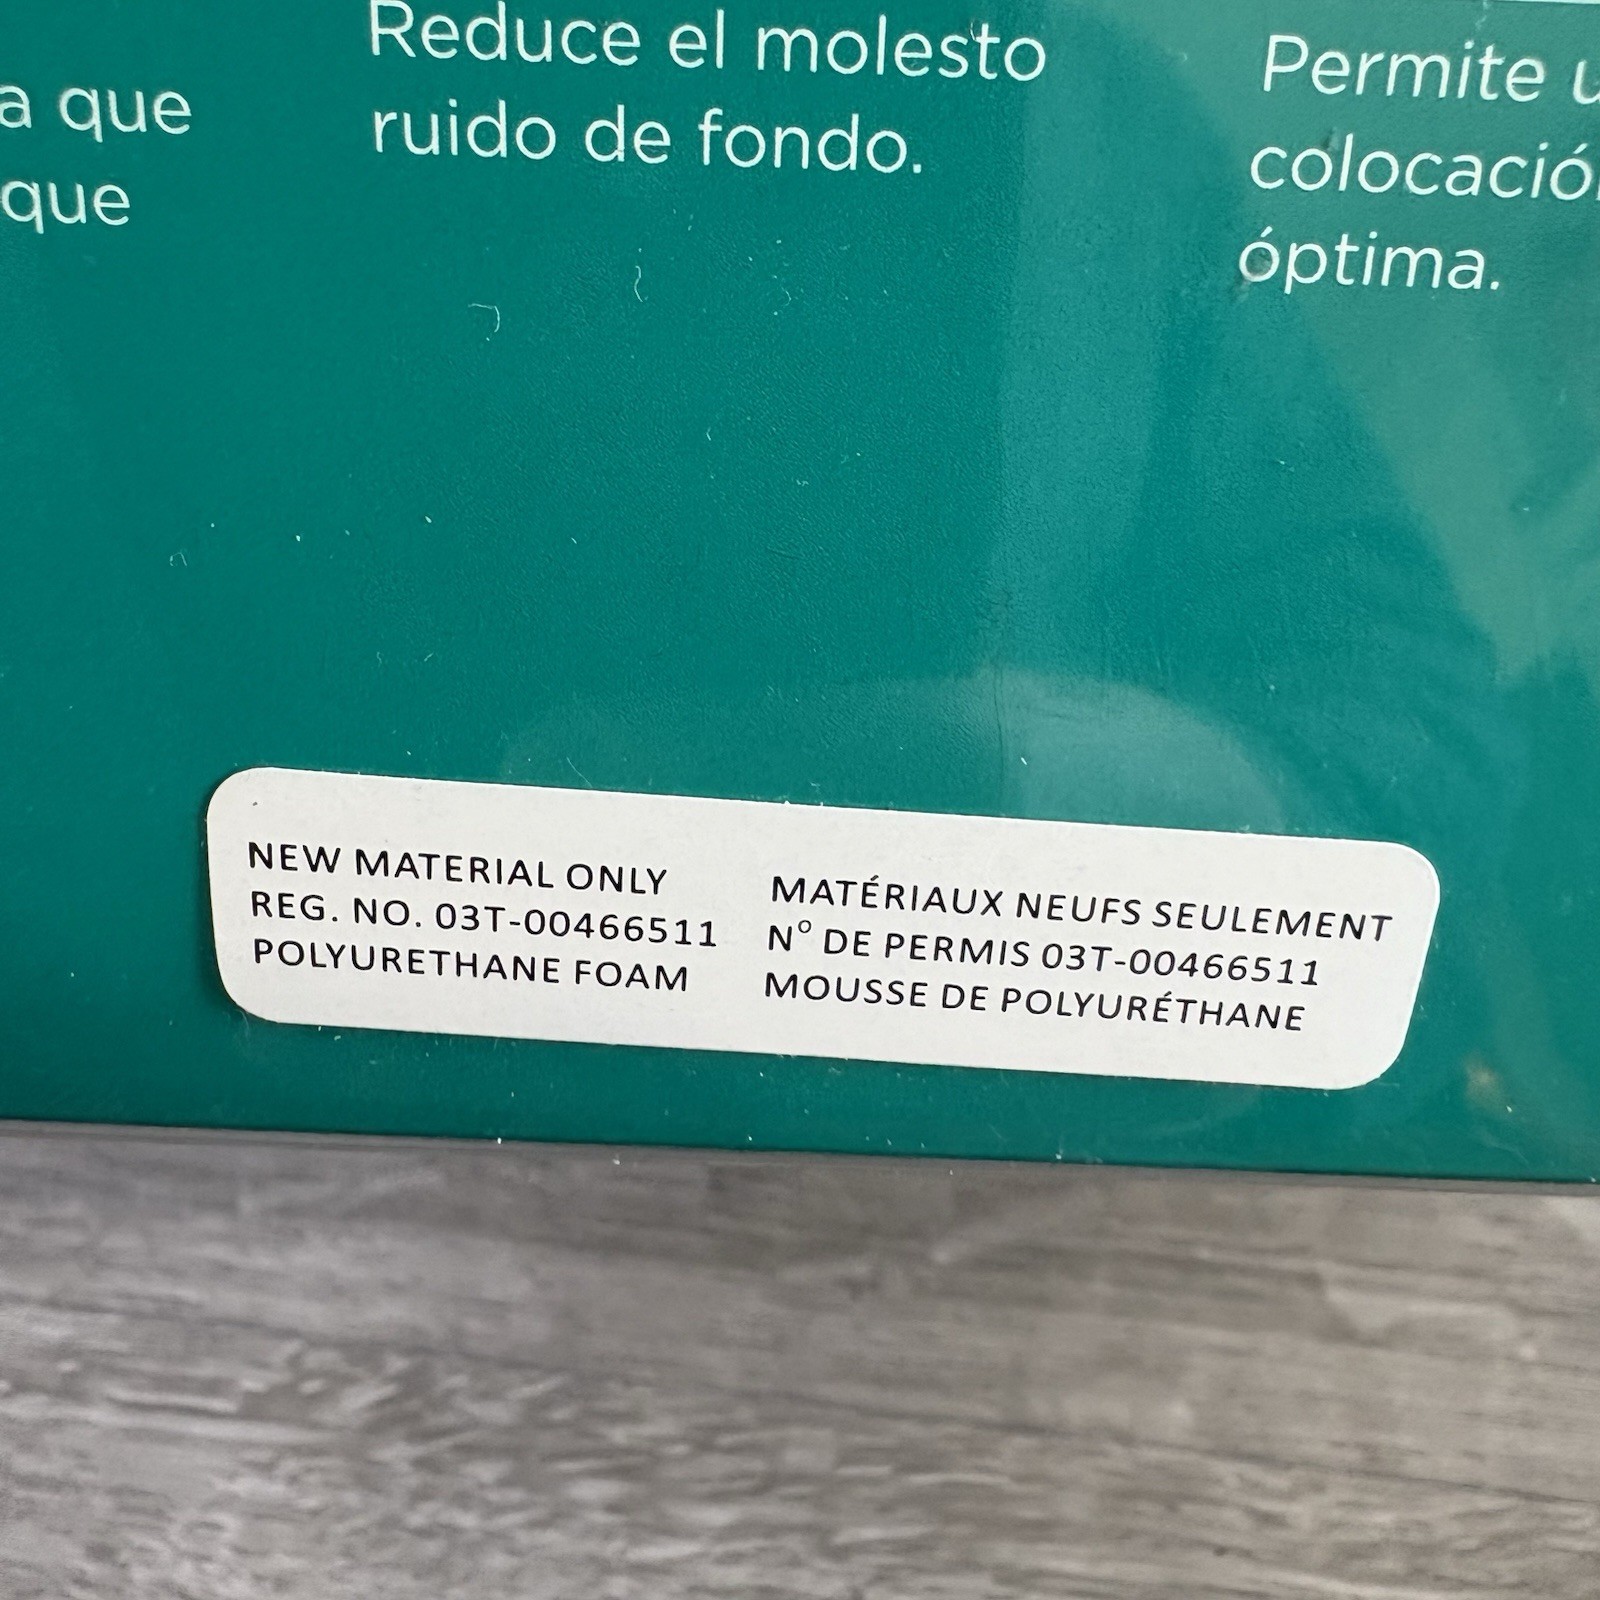 a que
que
Reduce el molesto
ruido de fondo.
Permite
óptima.
NEW MATERIAL ONLY
REG. NO. 03T-00466511
POLYURETHANE FOAM
MATÉRIAUX NEUFS SEULEMENT
N° DE PERMIS 03T-00466511
MOUSSE DE POLYURÉTHANE